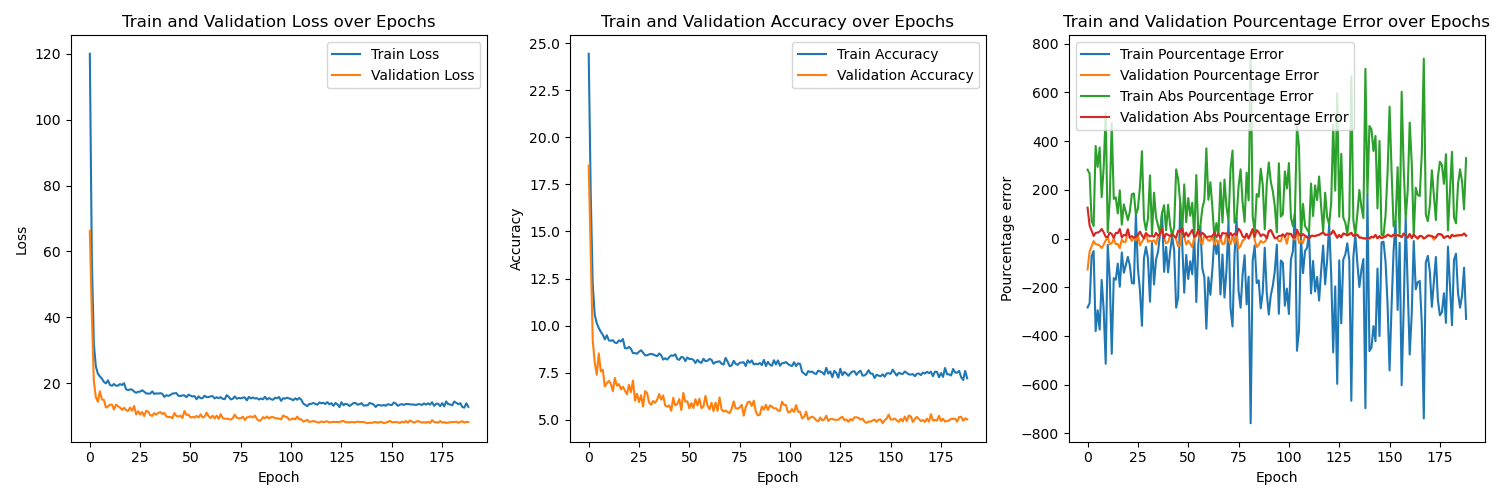 Train and Validation Loss over Epochs
120
100
80
60
40
20
0
25
50
75
100
125
150
175
Loss
Epoch
Train Loss
Validation Loss
Train and Validation Accuracy over Epochs
25.0
22.5
20.0
17.5
15.0
12.5
10.0
7.5
5.0
0
25
50
75
100
125
150
175
Accuracy
Epoch
Train Accuracy
Validation Accuracy
Train and Validation Pourcentage Error over Epochs
800
600
400
200
0
−200
−400
−600
−800
0
25
50
75
100
125
150
175
Pourcentage error
Epoch
Train Pourcentage Error
Validation Pourcentage Error
Train Abs Pourcentage Error
Validation Abs Pourcentage Error